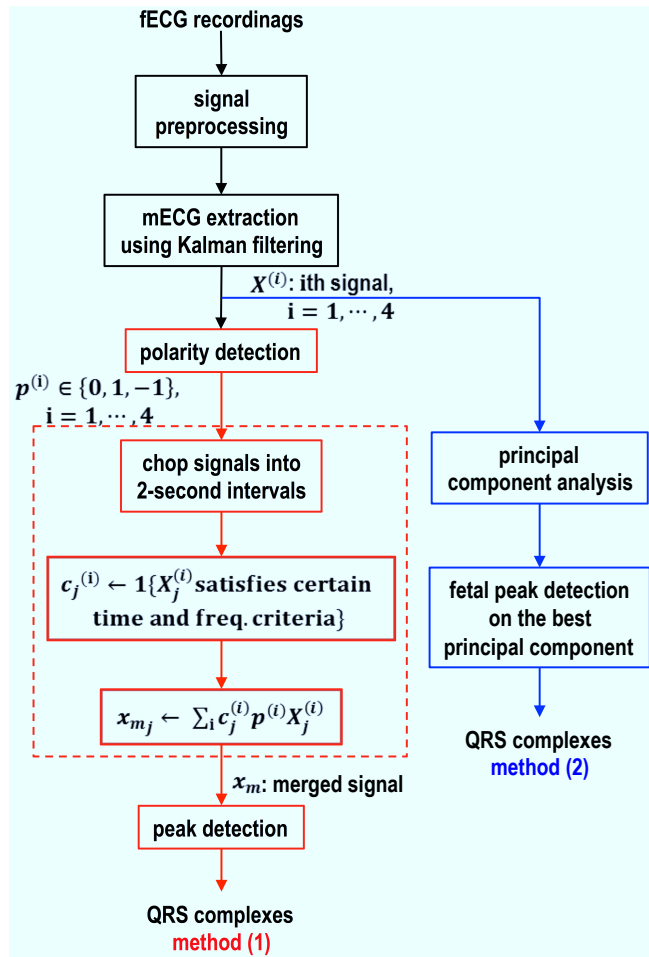 fECG recordinags
signal
preprocessing
mECG extraction
using Kalman filtering
X⁽ⁱ⁾: ith signal,
i = 1, ⋯, 4
polarity detection
p⁽ⁱ⁾ ∈ {0, 1, −1},
i = 1, ⋯, 4
chop signals into
2-second intervals
c_j⁽ⁱ⁾ ← 1{X_j⁽ⁱ⁾ satisfies certain
time and freq. criteria}
x_{m_j} ← ∑_i c_j⁽ⁱ⁾ p⁽ⁱ⁾ X_j⁽ⁱ⁾
x_m: merged signal
peak detection
QRS complexes
method (1)
principal
component analysis
fetal peak detection
on the best
principal component
QRS complexes
method (2)